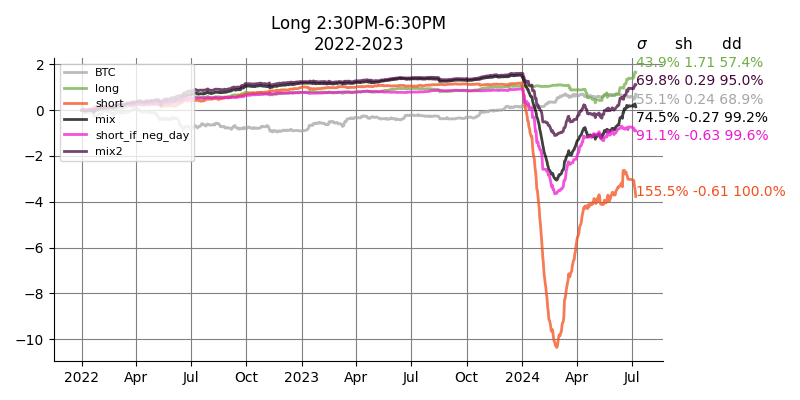 Long 2:30PM-6:30PM
2022-2023
σ sh dd
43.9% 1.71 57.4%
69.8% 0.29 95.0%
55.1% 0.24 68.9%
74.5% -0.27 99.2%
91.1% -0.63 99.6%
155.5% -0.61 100.0%
BTC
long
short
mix
short_if_neg_day
mix2
2
0
−2
−4
−6
−8
−10
2022 Apr Jul Oct 2023 Apr Jul Oct 2024 Apr Jul